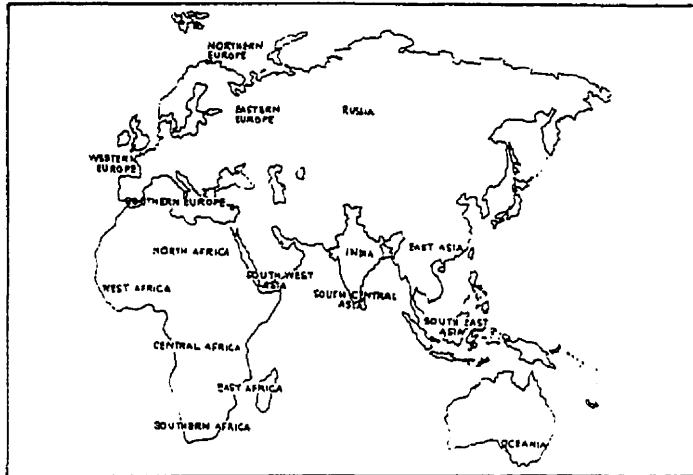 NORTHERN
EUROPE
EASTERN
EUROPE
RUSSIA
WESTERN
EUROPE
SOUTHERN EUROPE
NORTH AFRICA
INDIA
EAST ASIA
SOUTH WEST
ASIA
WEST AFRICA
SOUTH CENTRAL
ASIA
SOUTH EAST
ASIA
CENTRAL AFRICA
EAST AFRICA
SOUTHERN AFRICA
OCEANIA